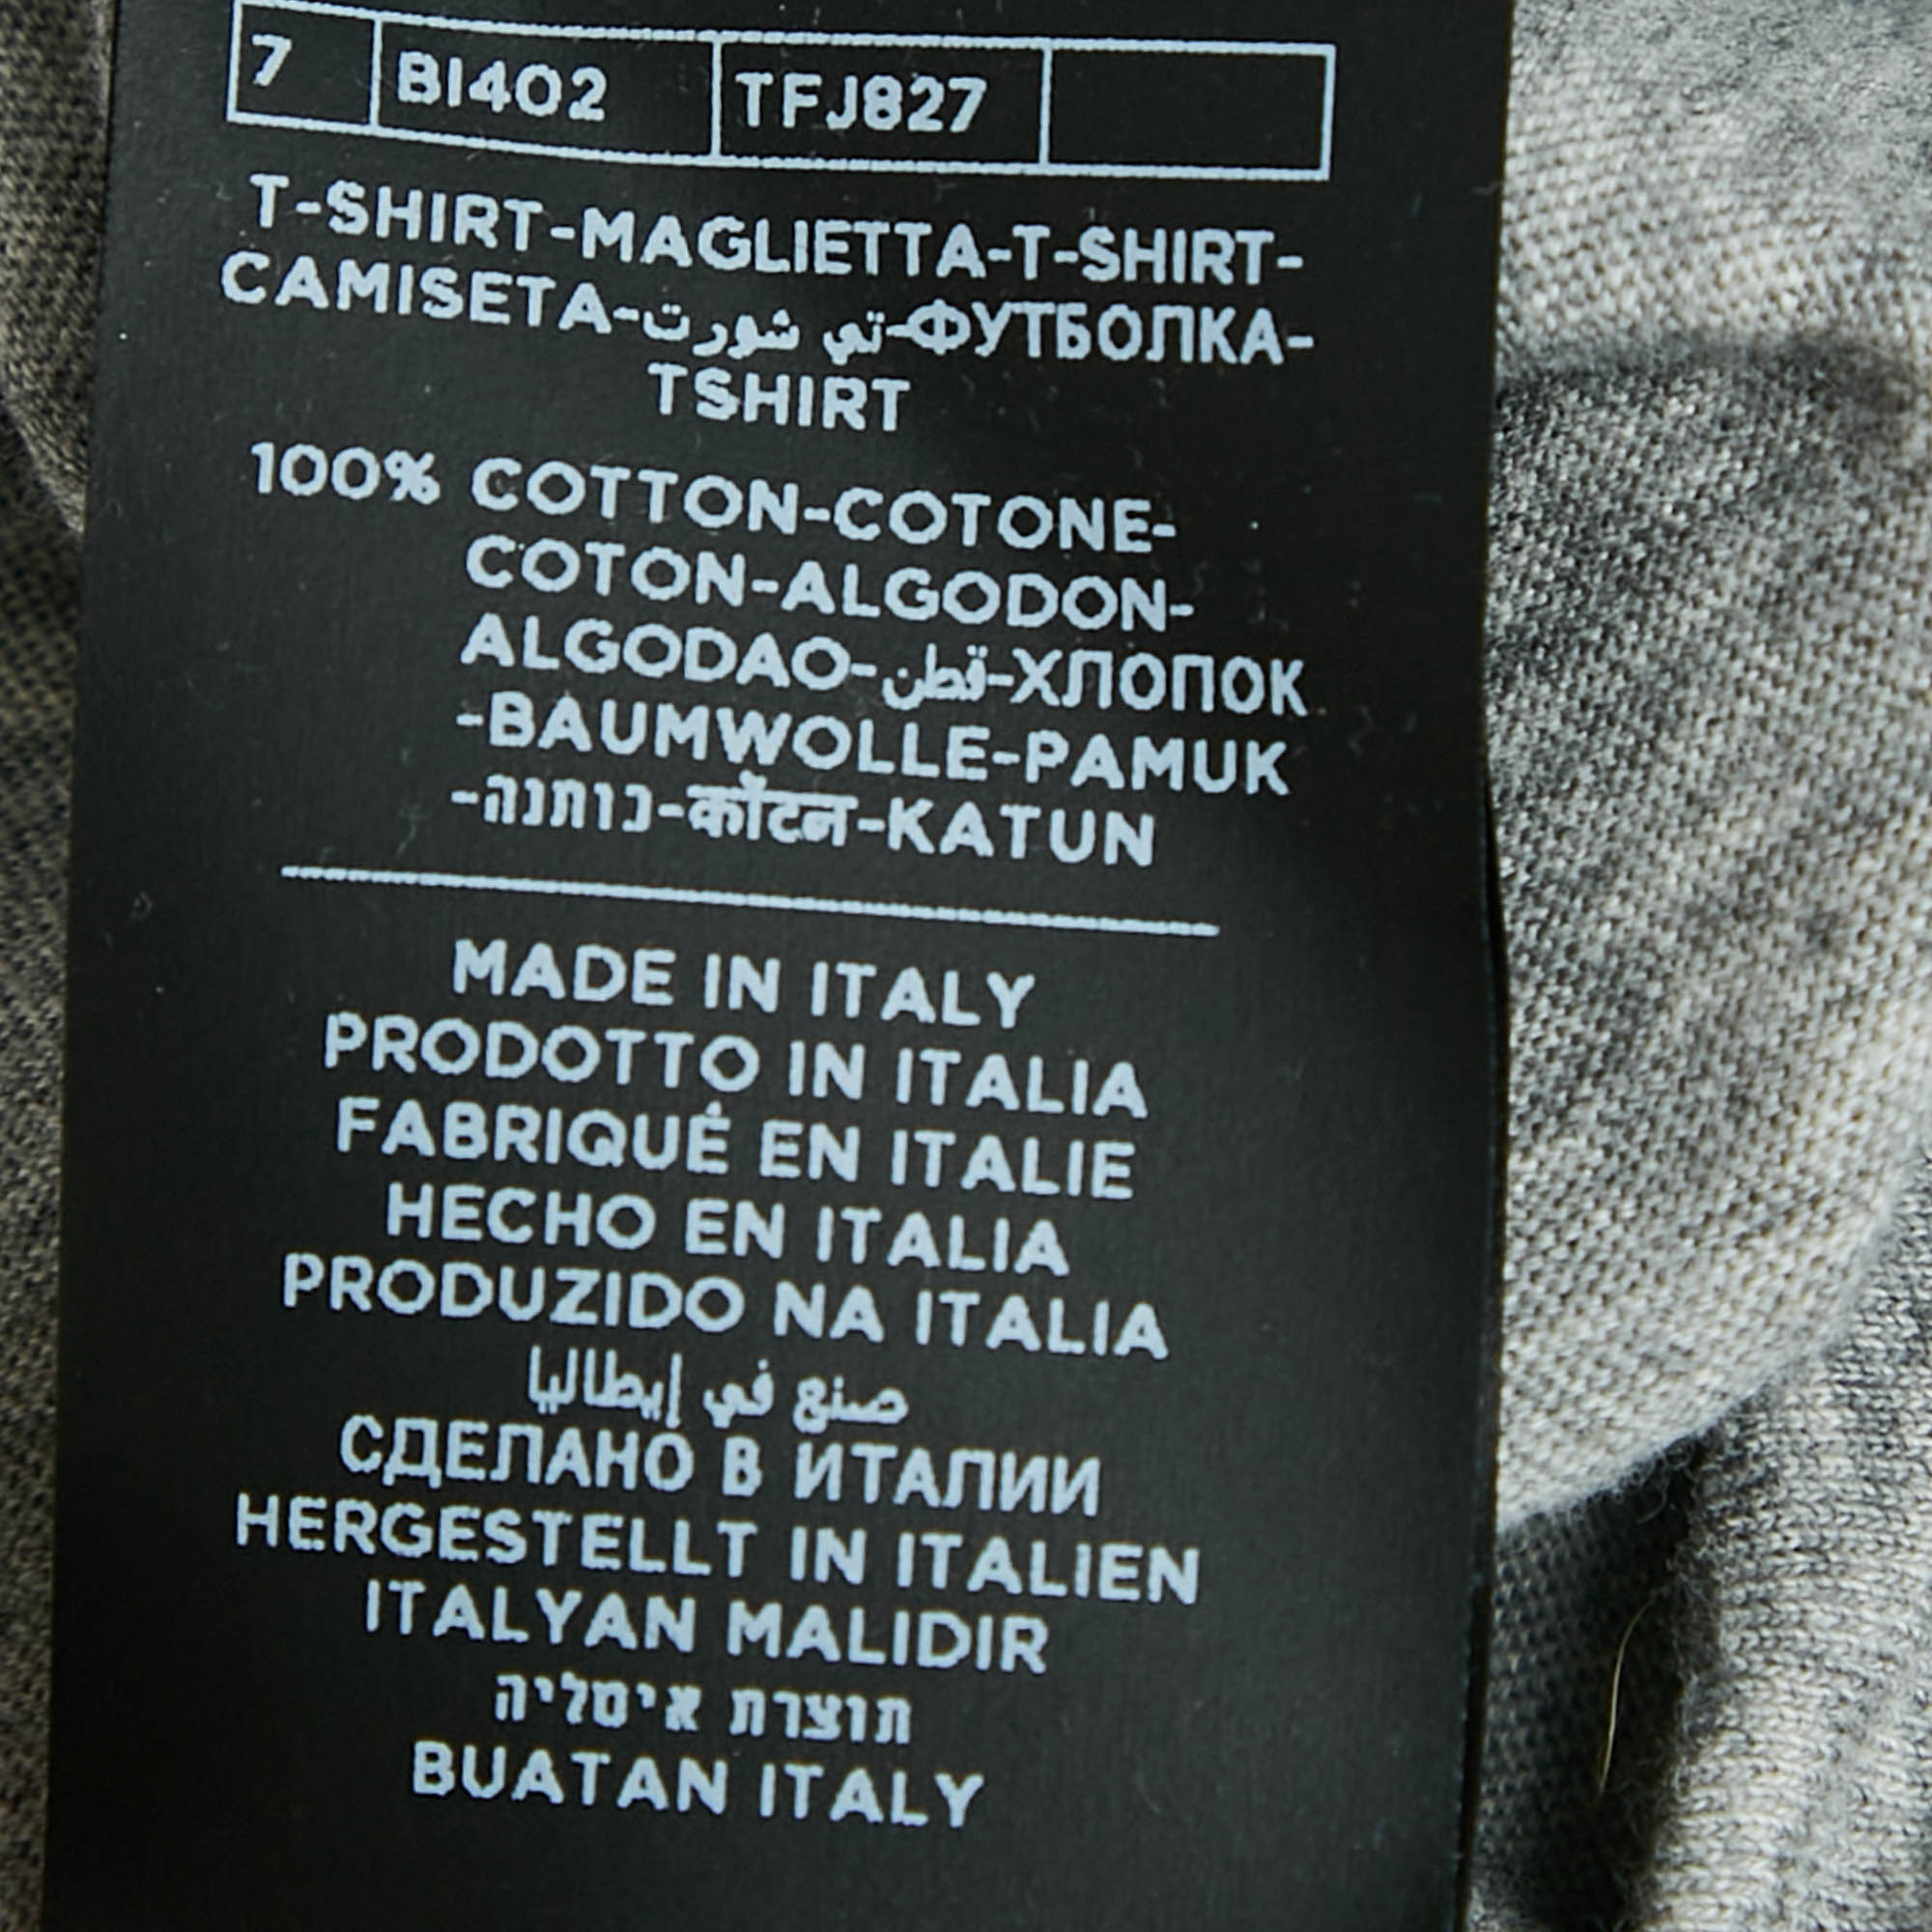 7 BI402 TFJ827
T-SHIRT-MAGLIETTA-T-SHIRT-
CAMISETA-تي شورت-ФУТБОЛКА-
TSHIRT
100% COTTON-COTONE-
COTON-ALGODON-
ALGODAO-قطن-ХЛОПОК
-BAUMWOLLE-PAMUK
-כותנה-कॉटन-KATUN
MADE IN ITALY
PRODOTTO IN ITALIA
FABRIQUÉ EN ITALIE
HECHO EN ITALIA
PRODUZIDO NA ITALIA
صنع في إيطاليا
СДЕЛАНО В ИТАЛИИ
HERGESTELLT IN ITALIEN
ITALYAN MALIDIR
תוצרת איטליה
BUATAN ITALY